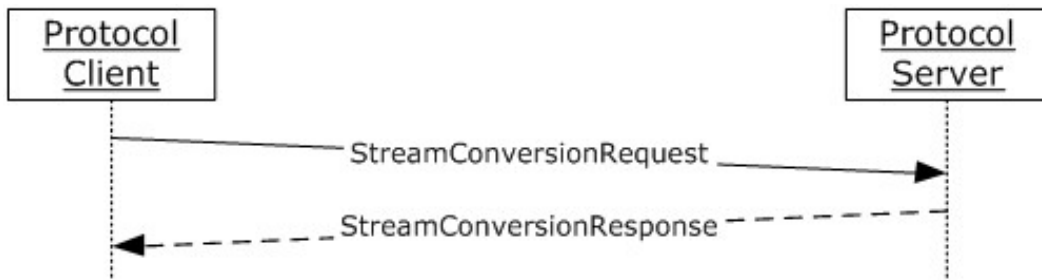 Protocol
Client
Protocol
Server
StreamConversionRequest
StreamConversionResponse